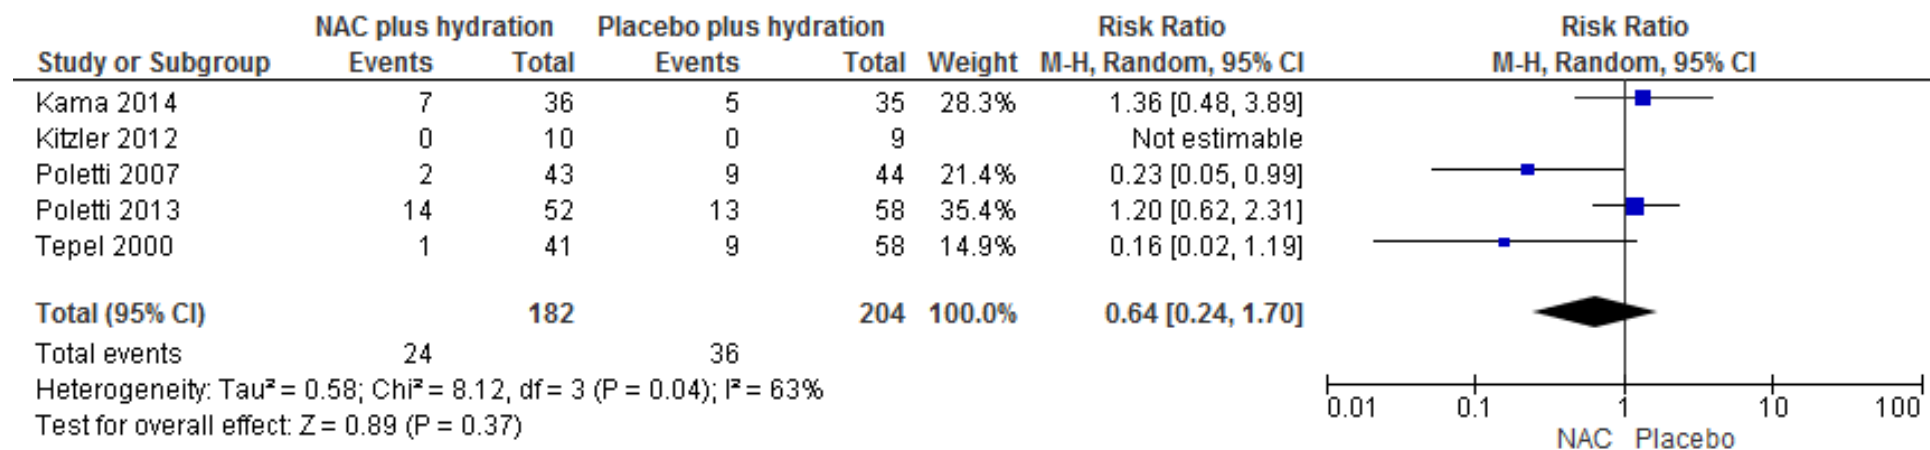 NAC plus hydration Placebo plus hydration Risk Ratio Risk Ratio
Study or Subgroup Events Total Events Total Weight M-H, Random, 95% CI M-H, Random, 95% CI
Kama 2014 7 36 5 35 28.3% 1.36 [0.48, 3.89]
Kitzler 2012 0 10 0 9 Not estimable
Poletti 2007 2 43 9 44 21.4% 0.23 [0.05, 0.99]
Poletti 2013 14 52 13 58 35.4% 1.20 [0.62, 2.31]
Tepel 2000 1 41 9 58 14.9% 0.16 [0.02, 1.19]
Total (95% CI) 182 204 100.0% 0.64 [0.24, 1.70]
Total events 24 36
Heterogeneity: Tau² = 0.58; Chi² = 8.12, df = 3 (P = 0.04); I² = 63%
Test for overall effect: Z = 0.89 (P = 0.37)
0.01 0.1 1 10 100
NAC Placebo